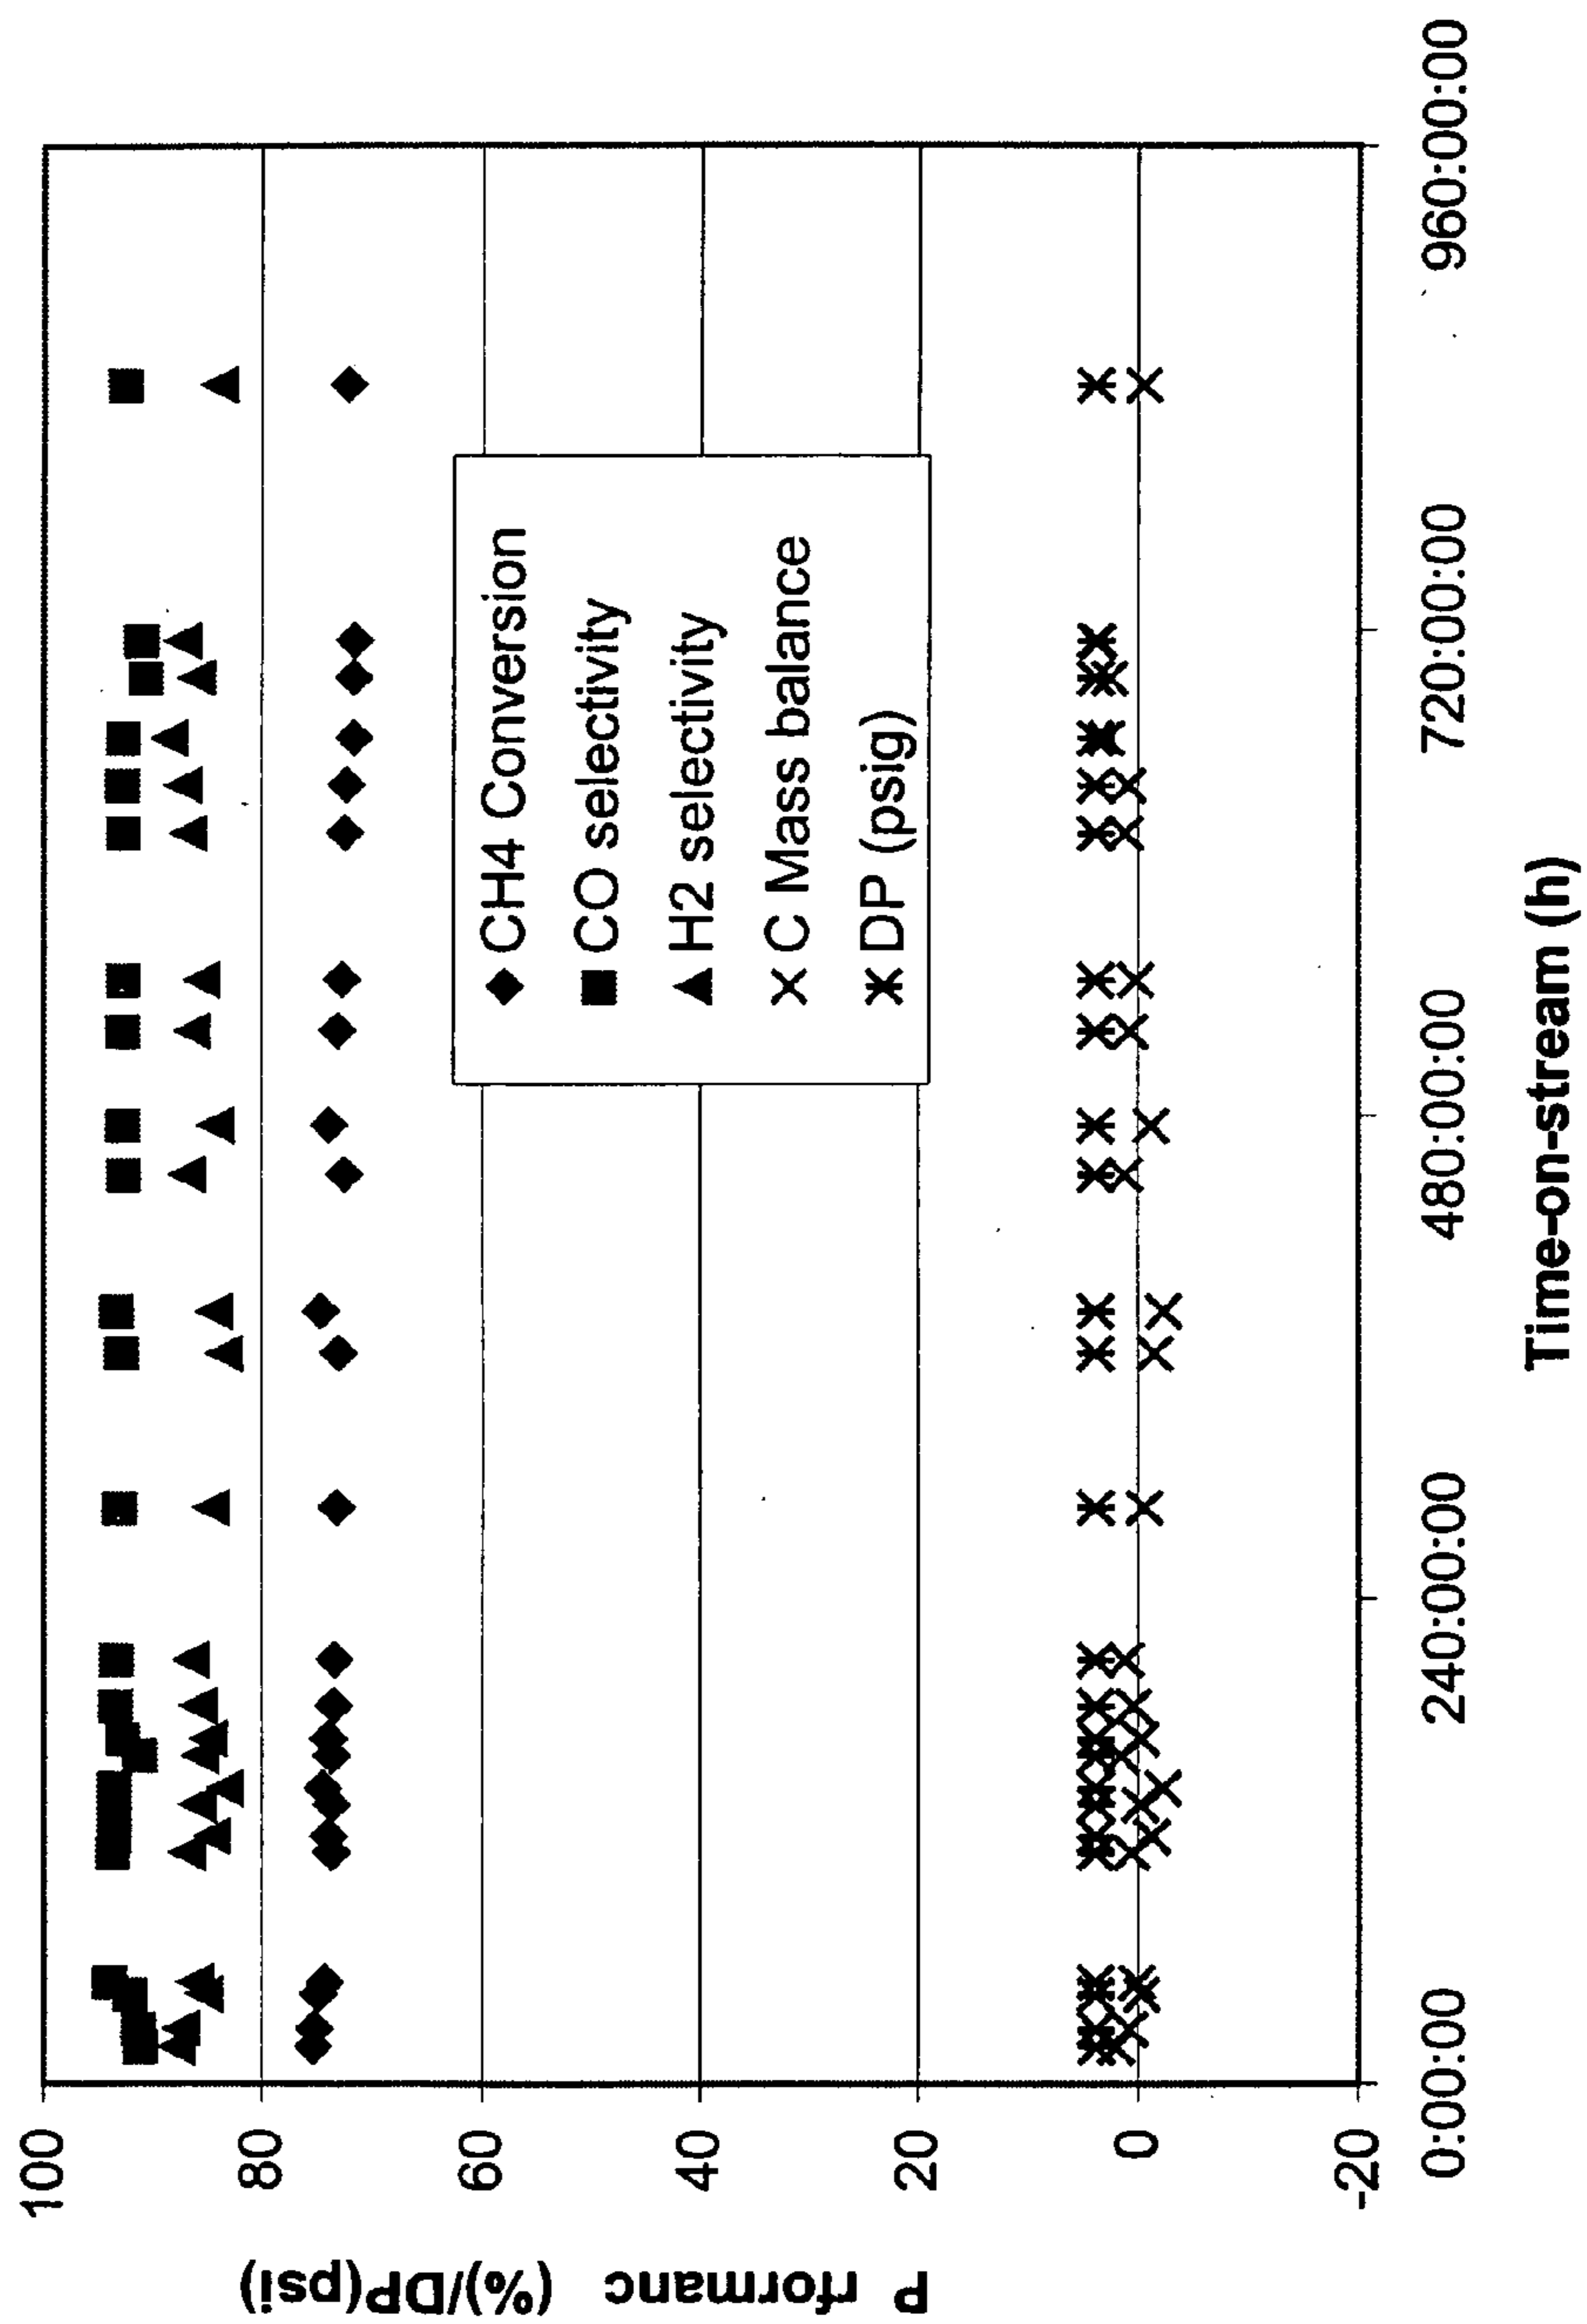 P rformanc (%)/DP(psi)
100
80
60
40
20
0
-20
CH4 Conversion
CO selectivity
H2 selectivity
C Mass balance
DP (psig)
0:00:00 240:00:00 480:00:00 720:00:00 960:00:00
Time-on-stream (h)